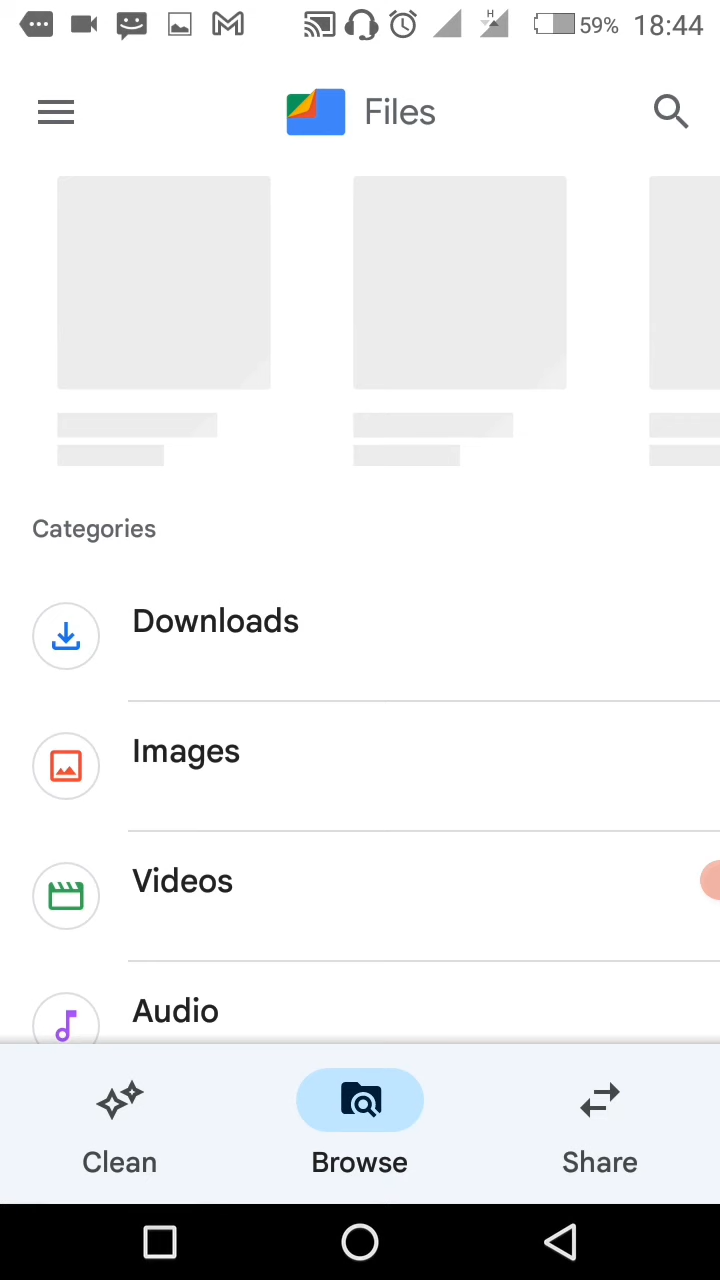 H 59% 18:44
Files
Categories
Downloads
Images
Videos
Audio
Clean Browse Share